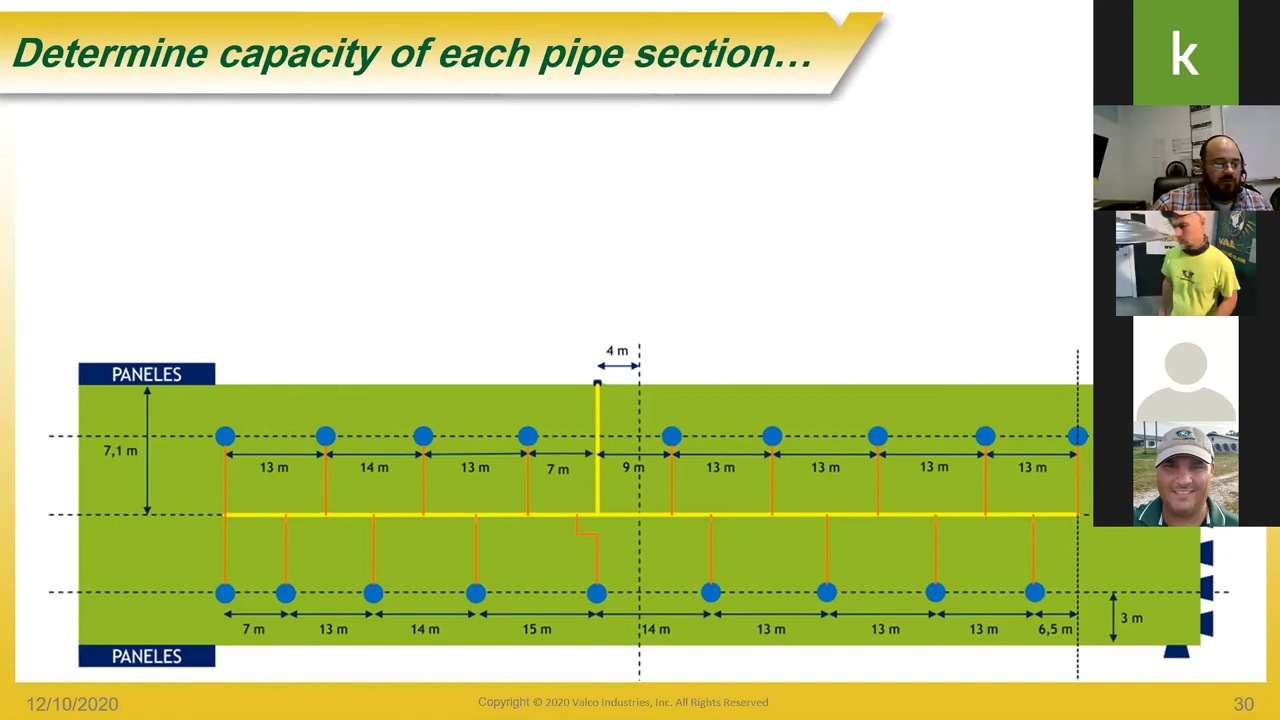 Determine capacity of each pipe section…
k
4 m
PANELES
7,1 m
13 m
14 m
13 m
7 m
9 m
13 m
13 m
13 m
13 m
7 m
13 m
14 m
15 m
14 m
13 m
13 m
13 m
6,5 m
3 m
PANELES
12/10/2020
Copyright © 2020 Valco Industries, Inc. All Rights Reserved
30